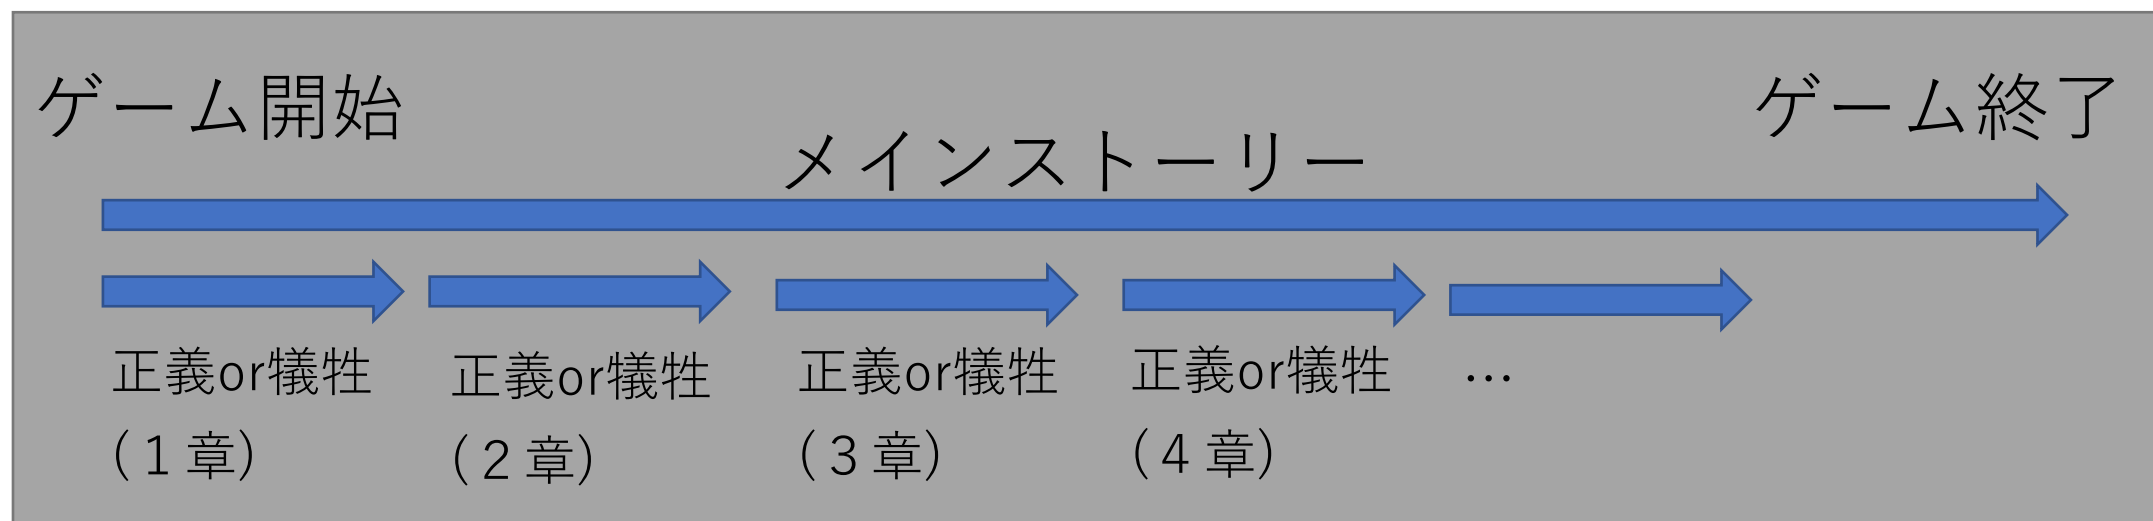 ゲーム開始
ゲーム終了
メインストーリー
正義or犠牲
(1章)
正義or犠牲
(2章)
正義or犠牲
(3章)
正義or犠牲
(4章)
…